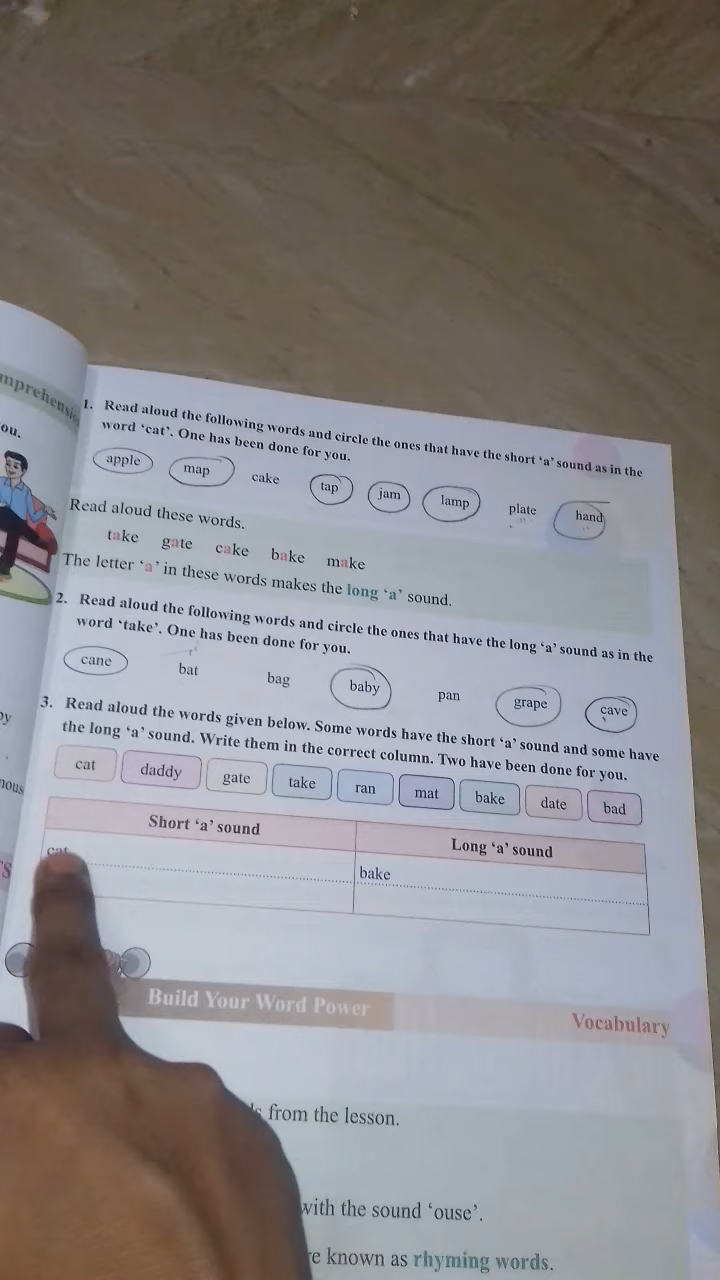 ou.
1. Read aloud the following words and circle the ones that have the short ‘a’ sound as in the
word ‘cat’. One has been done for you.
apple map cake tap jam lamp plate hand
Read aloud these words.
take gate cake bake make
The letter ‘a’ in these words makes the long ‘a’ sound.
2. Read aloud the following words and circle the ones that have the long ‘a’ sound as in the
word ‘take’. One has been done for you.
cane bat bag baby pan grape cave
3. Read aloud the words given below. Some words have the short ‘a’ sound and some have
the long ‘a’ sound. Write them in the correct column. Two have been done for you.
cat daddy gate take ran mat bake date bad
Short ‘a’ sound Long ‘a’ sound
cat bake
Build Your Word Power
Vocabulary
from the lesson.
with the sound ‘ouse’.
known as rhyming words.